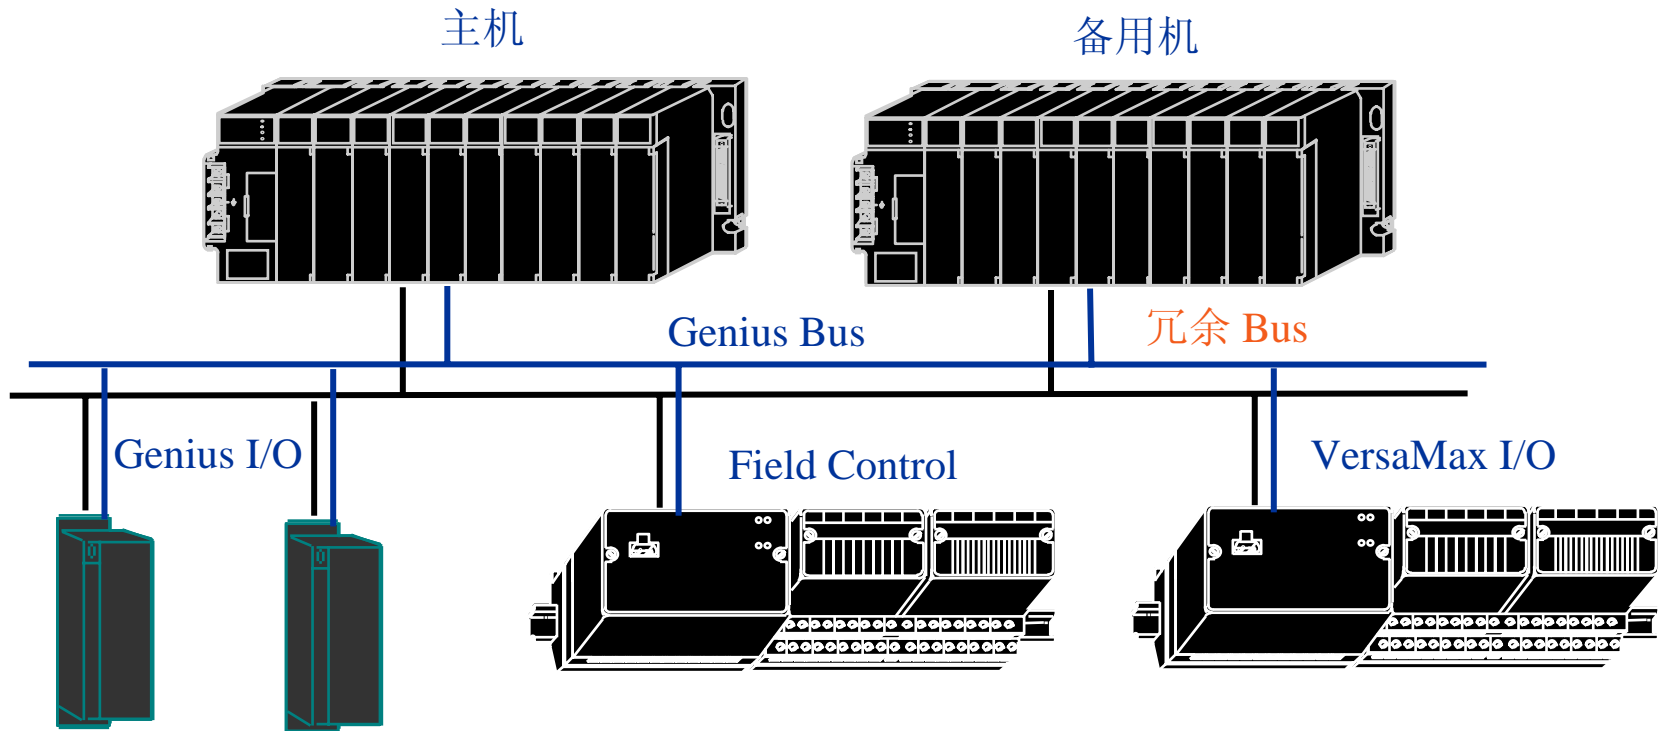 主机
备用机
Genius Bus
冗余 Bus
Genius I/O
Field Control
VersaMax I/O